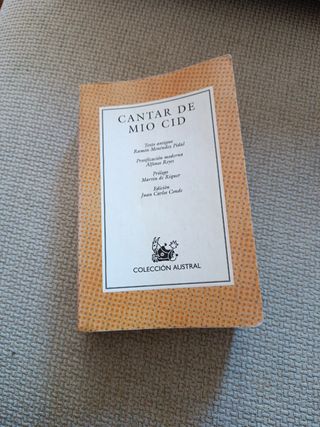 CANTAR DE
MIO CID
Texto antiguo
Ramón Menéndez Pidal
Prosificación moderna
Alfonso Reyes
Prólogo
Martín de Riquer
Edición
Juan Carlos Conde
COLECCIÓN AUSTRAL